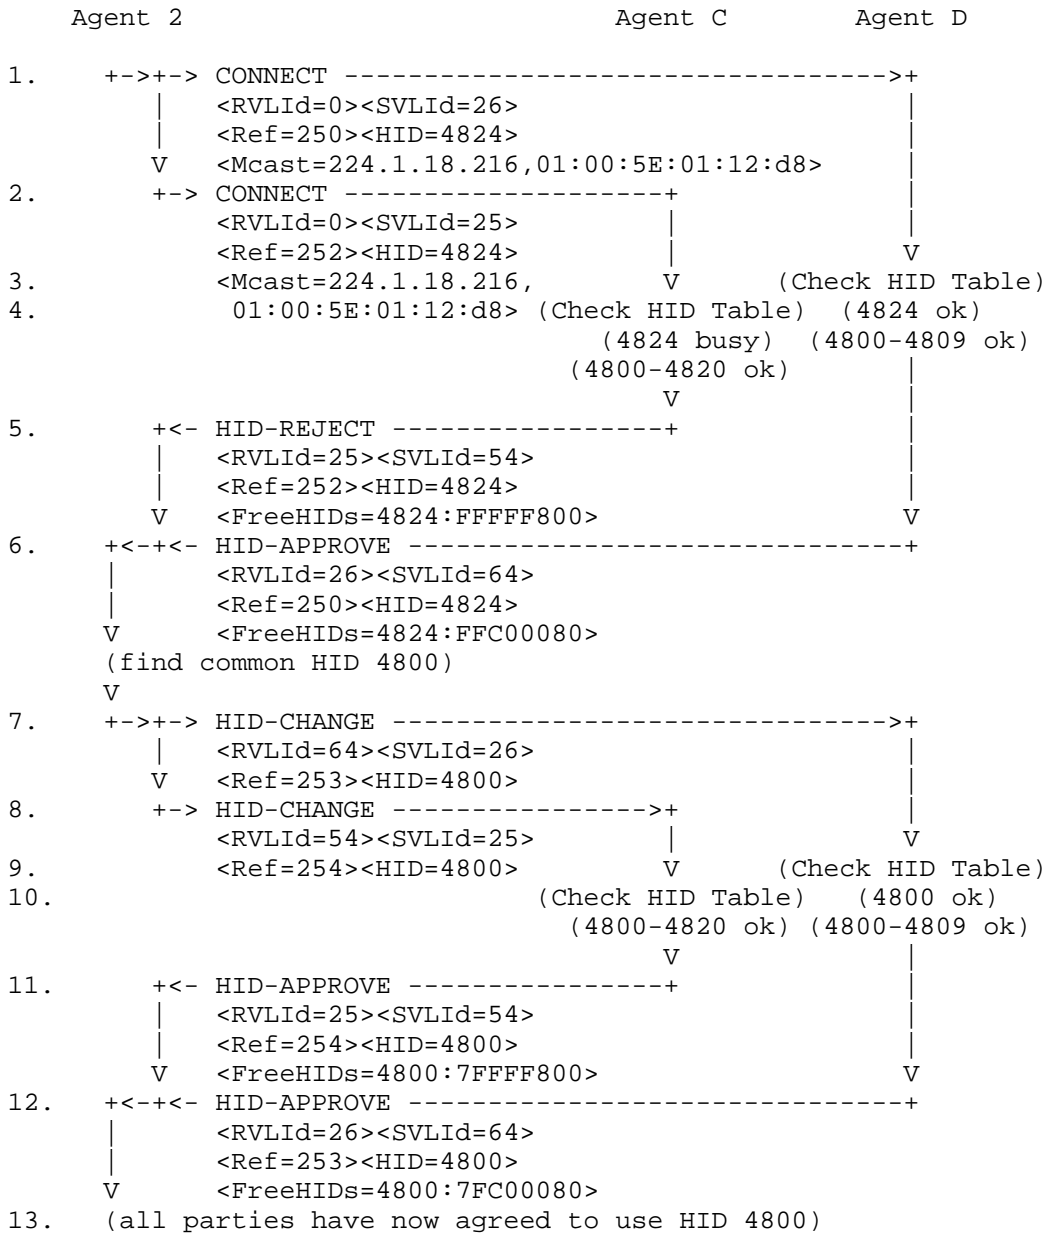 Agent 2                           Agent C        Agent D
1.      +->+-> CONNECT ---------------------------------->+
           |   <RVLId=0><SVLId=26>                        |
           |   <Ref=250><HID=4824>                        |
           V   <Mcast=224.1.18.216,01:00:5E:01:12:d8>     |
2.         +-> CONNECT --------------------+              |
               <RVLId=0><SVLId=25>         |              |
               <Ref=252><HID=4824>         |              V
3.             <Mcast=224.1.18.216,        V      (Check HID Table)
4.              01:00:5E:01:12:d8> (Check HID Table)  (4824 ok)
                                       (4824 busy)  (4800-4809 ok)
                                     (4800-4820 ok)       |
                                           V              |
5.         +<- HID-REJECT -----------------+              |
           |   <RVLId=25><SVLId=54>                       |
           |   <Ref=252><HID=4824>                        |
           V   <FreeHIDs=4824:FFFFF800>                   V
6.      +<-+<- HID-APPROVE -------------------------------+
        |      <RVLId=26><SVLId=64>
        |      <Ref=250><HID=4824>
        V      <FreeHIDs=4824:FFC00080>
        (find common HID 4800)
        V
7.      +->+-> HID-CHANGE ------------------------------->+
           |   <RVLId=64><SVLId=26>                       |
           V   <Ref=253><HID=4800>                        |
8.         +-> HID-CHANGE ---------------->+              |
               <RVLId=54><SVLId=25>        |              V
9.             <Ref=254><HID=4800>         V      (Check HID Table)
10.                                (Check HID Table)   (4800 ok)
                                     (4800-4820 ok) (4800-4809 ok)
                                           V              |
11.        +<- HID-APPROVE ----------------+              |
           |   <RVLId=25><SVLId=54>                       |
           |   <Ref=254><HID=4800>                        |
           V   <FreeHIDs=4800:7FFFF800>                   V
12.     +<-+<- HID-APPROVE -------------------------------+
        |      <RVLId=26><SVLId=64>
        |      <Ref=253><HID=4800>
        V      <FreeHIDs=4800:7FC00080>
13.     (all parties have now agreed to use HID 4800)